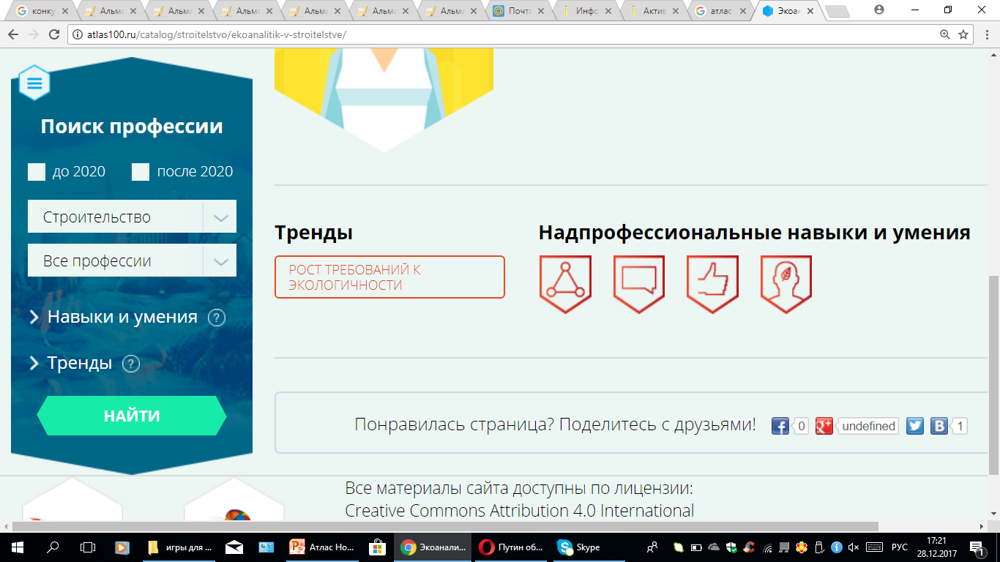 конку
Альма
Альма
Альма
Альма
Альма
Альма
Почта
Инфо
Актив
атлас
Экоан
atlas100.ru/catalog/stroitelstvo/ekoanalitik-v-stroitelstve/
Поиск профессии
до 2020
после 2020
Строительство
Все профессии
Навыки и умения ?
Тренды ?
НАЙТИ
Тренды
РОСТ ТРЕБОВАНИЙ К
ЭКОЛОГИЧНОСТИ
Надпрофессиональные навыки и умения
Понравилась страница? Поделитесь с друзьями!
0
undefined
1
Все материалы сайта доступны по лицензии:
Creative Commons Attribution 4.0 International
игры для ...
Атлас Но...
Экоанали...
Путин об...
Skype
РУС
17:21
28.12.2017
1